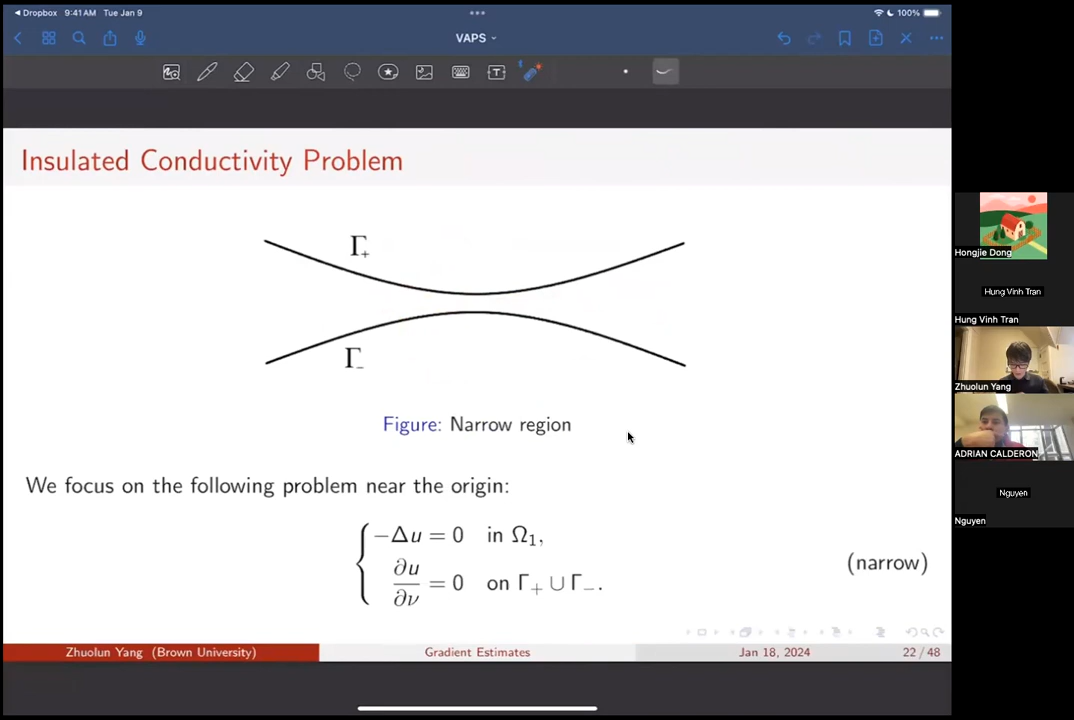 Dropbox 9:41 AM Tue Jan 9
100%
VAPS
T
Insulated Conductivity Problem
Γ+
Γ−
Figure: Narrow region
We focus on the following problem near the origin:
−Δu = 0 in Ω₁,
∂u/∂ν = 0 on Γ₊ ∪ Γ₋.
(narrow)
Zhuolun Yang (Brown University)
Gradient Estimates
Jan 18, 2024
22 / 48
Hongjie Dong
Hung Vinh Tran
Hung Vinh Tran
Zhuolun Yang
ADRIAN CALDERON
Nguyen
Nguyen